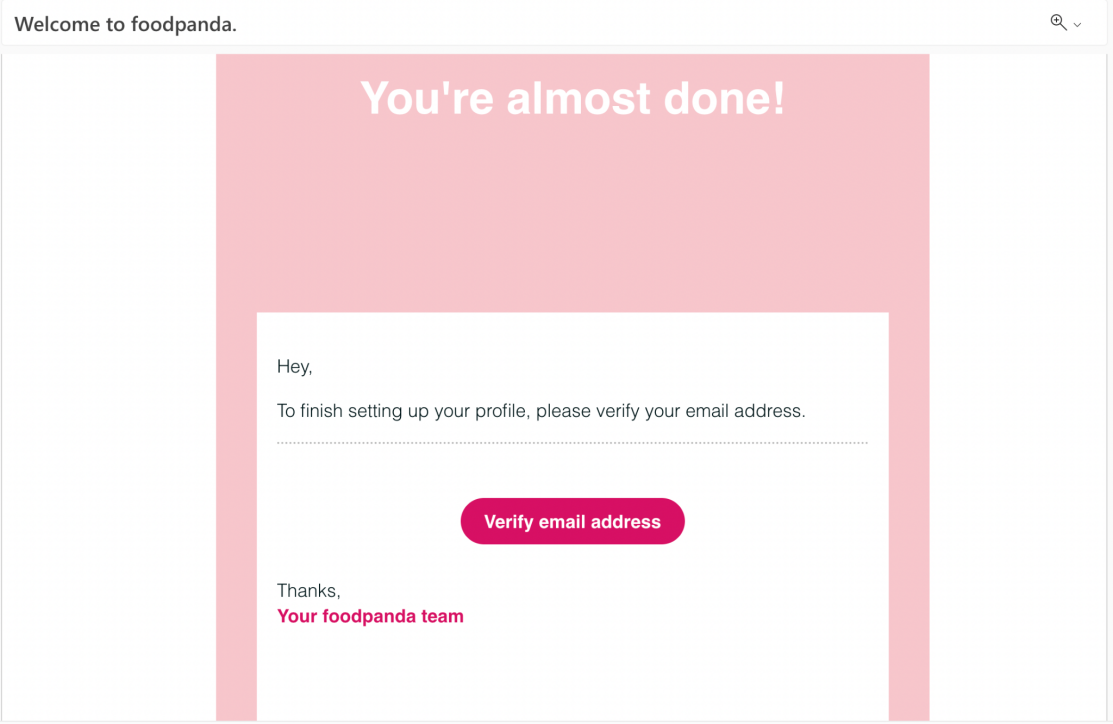 Welcome to foodpanda.
You're almost done!
Hey,
To finish setting up your profile, please verify your email address.
Verify email address
Thanks,
Your foodpanda team